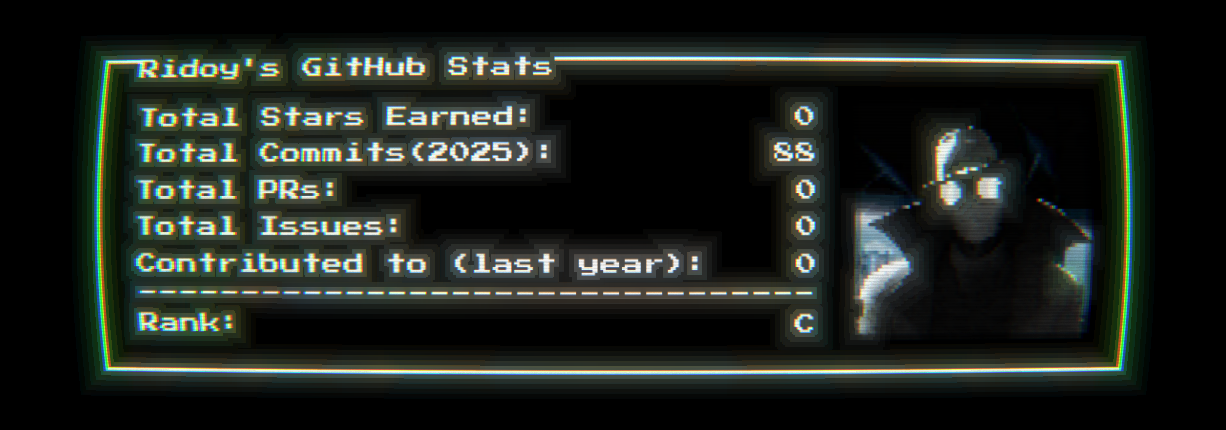 Ridoy's GitHub Stats
Total Stars Earned: 0
Total Commits(2025): 88
Total PRs: 0
Total Issues: 0
Contributed to (last year): 0
---------------------------------------
Rank: C